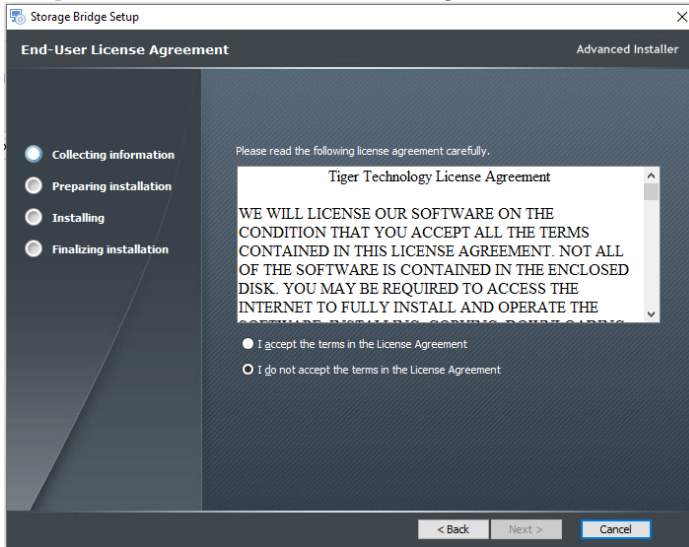 Storage Bridge Setup
End-User License Agreement
Advanced Installer
Collecting information
Preparing installation
Installing
Finalizing installation
Please read the following license agreement carefully.
Tiger Technology License Agreement
WE WILL LICENSE OUR SOFTWARE ON THE
CONDITION THAT YOU ACCEPT ALL THE TERMS
CONTAINED IN THIS LICENSE AGREEMENT. NOT ALL
OF THE SOFTWARE IS CONTAINED IN THE ENCLOSED
DISK. YOU MAY BE REQUIRED TO ACCESS THE
INTERNET TO FULLY INSTALL AND OPERATE THE
SOFTWARE. INSTALLING, COPYING, DOWNLOADING
I accept the terms in the License Agreement
I do not accept the terms in the License Agreement
< Back
Next >
Cancel